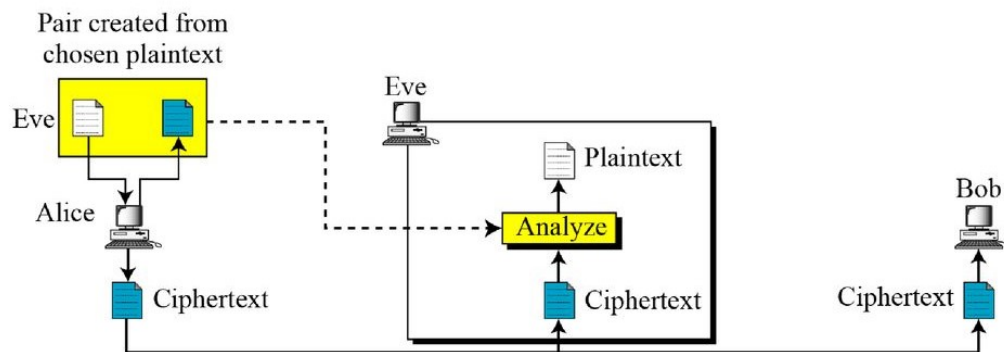 Pair created from
chosen plaintext
Eve
Eve
Plaintext
Bob
Alice
Analyze
Ciphertext
Ciphertext
Ciphertext